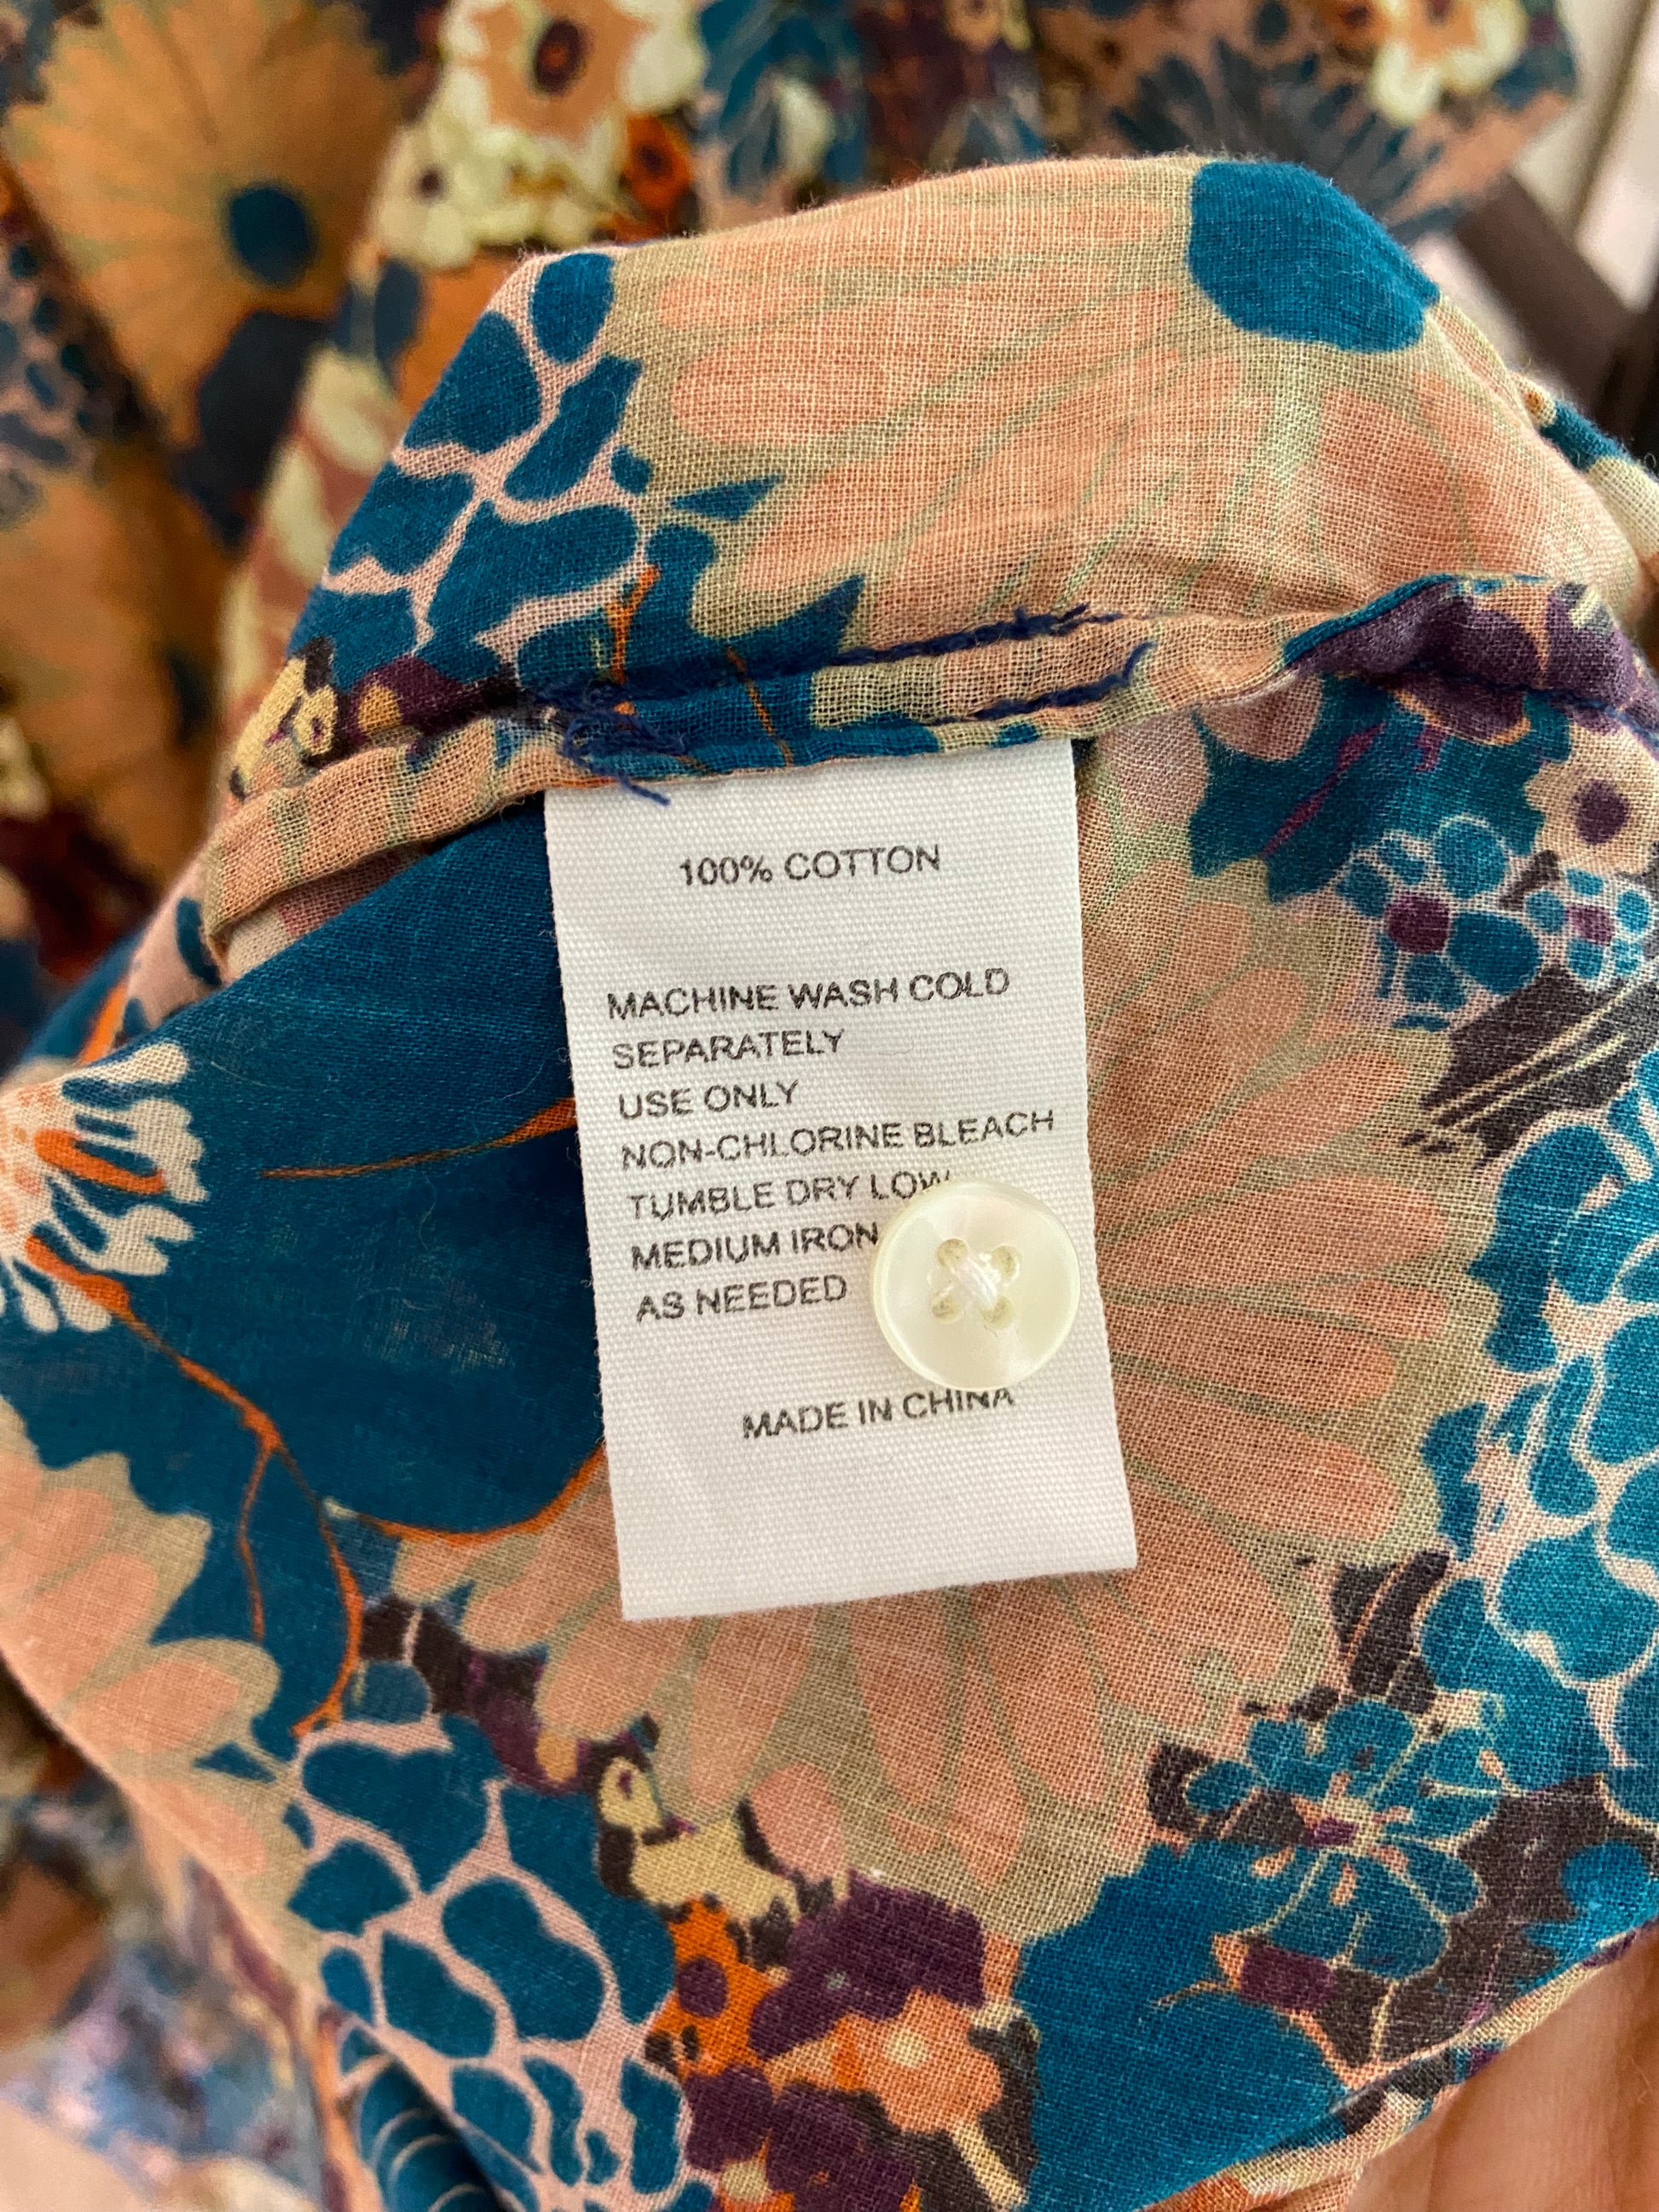 100% COTTON
MACHINE WASH COLD
SEPARATELY
USE ONLY
NON-CHLORINE BLEACH
TUMBLE DRY LOW
MEDIUM IRON
AS NEEDED
MADE IN CHINA